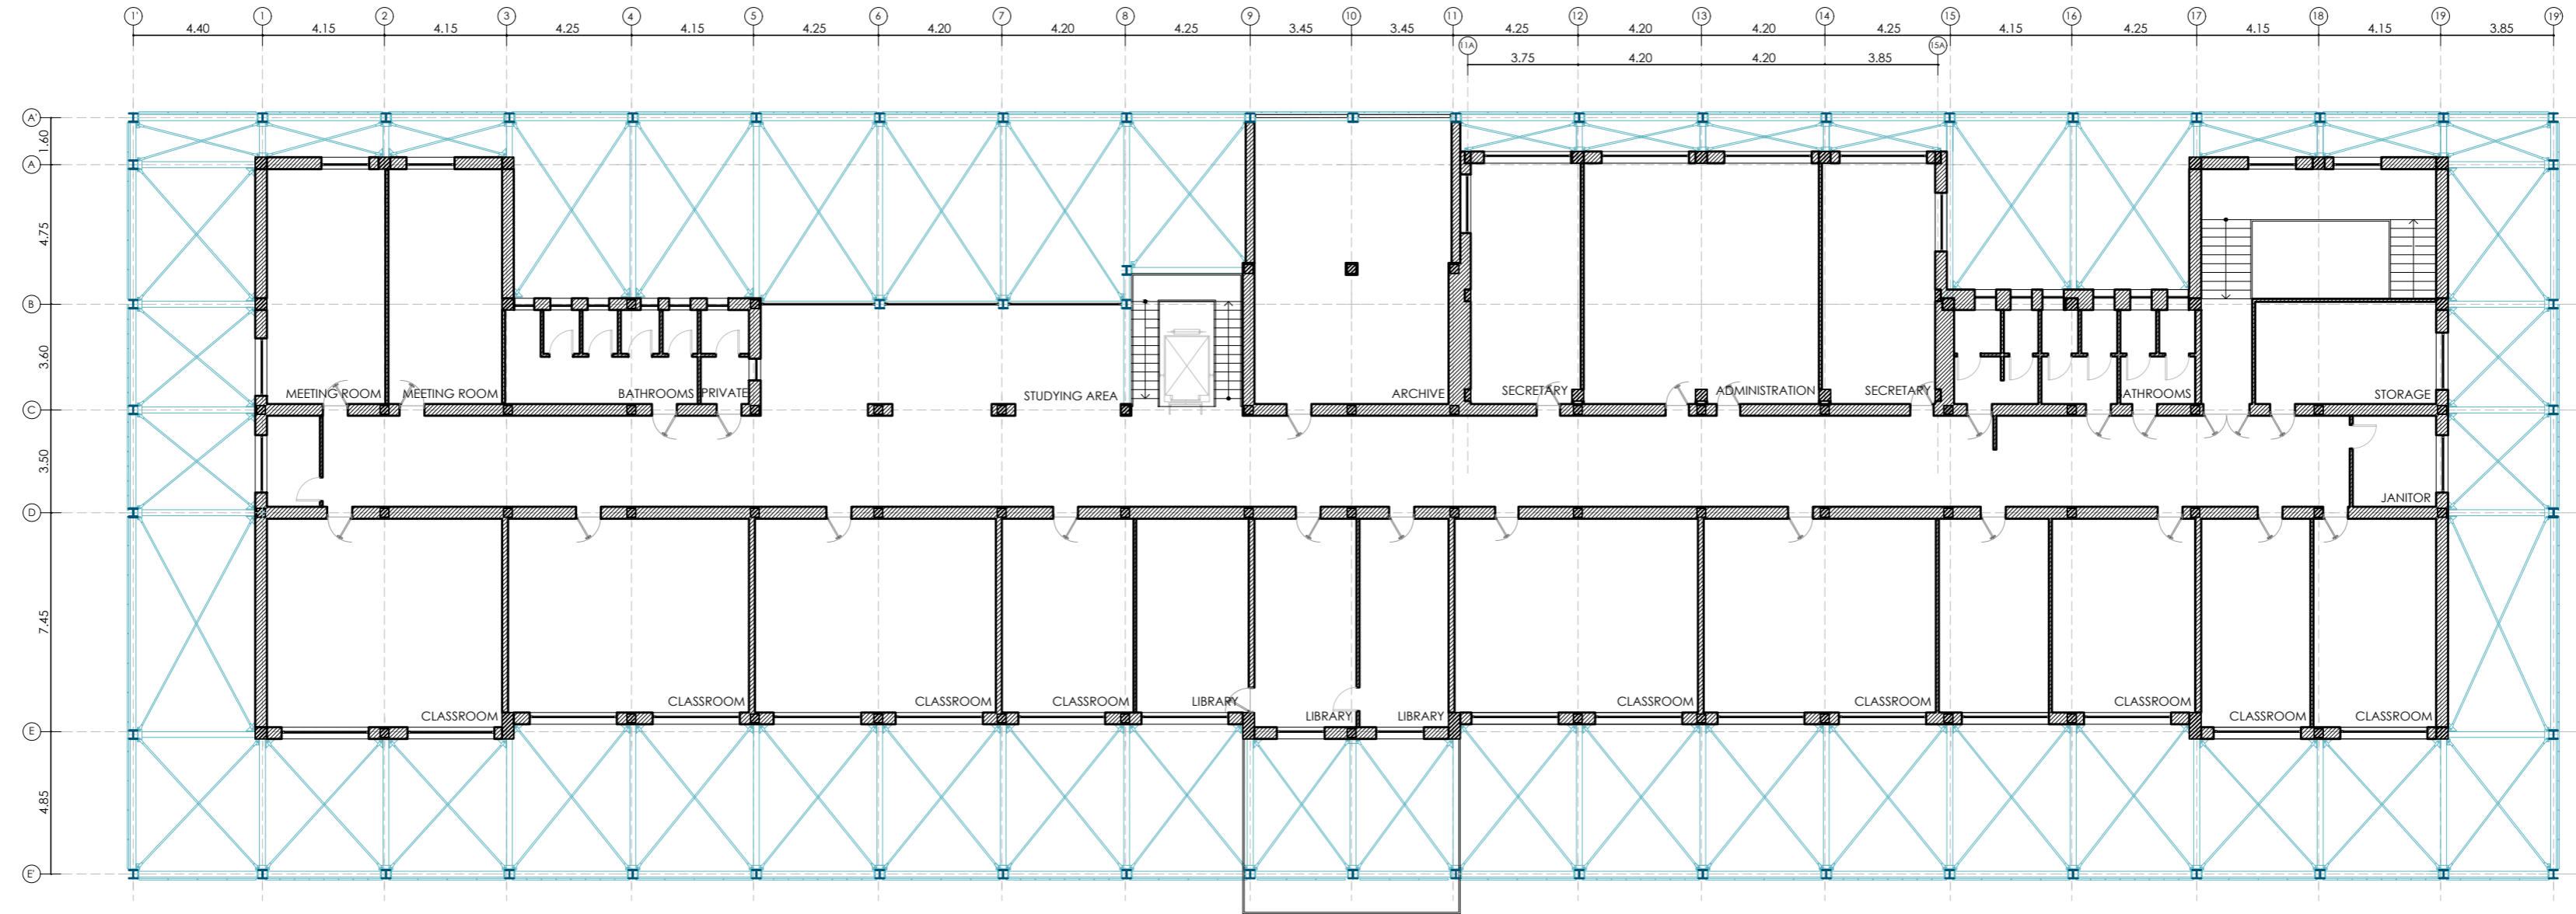 1' 1 2 3 4 5 6 7 8 9 10 11 12 13 14 15 16 17 18 19 19'
4.40 4.15 4.15 4.25 4.15 4.25 4.20 4.20 4.25 3.45 3.45 4.25 4.20 4.20 4.25 4.15 4.25 4.15 4.15 3.85
11A 15A
3.75 4.20 4.20 3.85
A'
1.60
A
4.75
B
3.60
MEETING ROOM MEETING ROOM BATHROOMS PRIVATE STUDYING AREA ARCHIVE SECRETARY ADMINISTRATION SECRETARY ATHROOMS STORAGE
C
3.50
JANITOR
D
7.45
CLASSROOM CLASSROOM CLASSROOM CLASSROOM LIBRARY LIBRARY LIBRARY CLASSROOM CLASSROOM CLASSROOM CLASSROOM CLASSROOM
E
4.85
E'